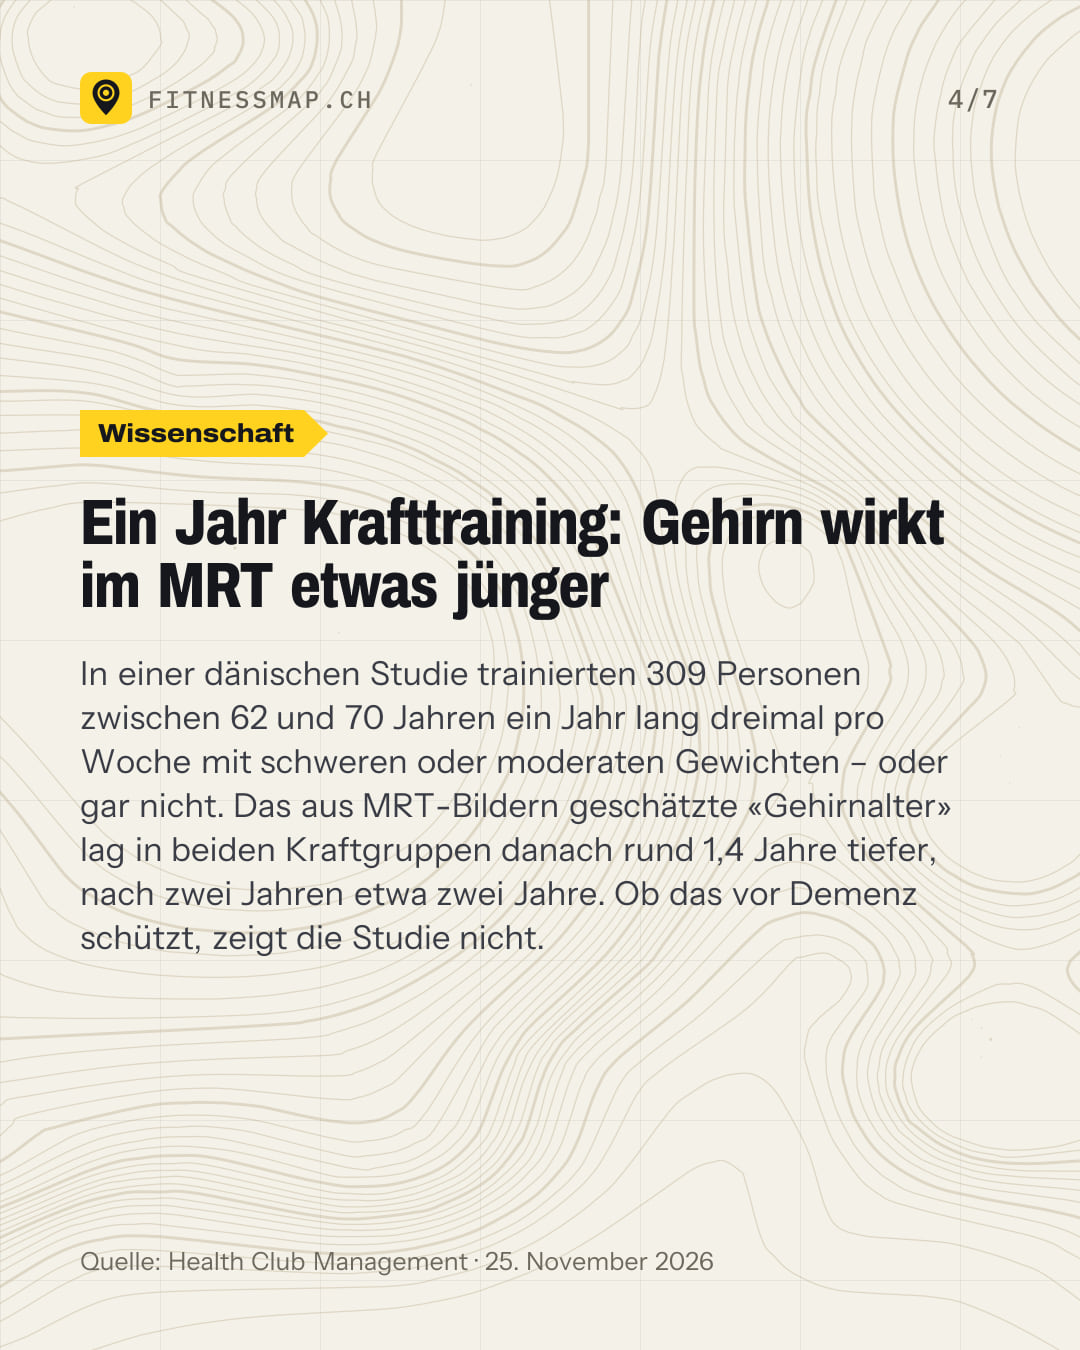 FITNESSMAP.CH
4/7
Wissenschaft
Ein Jahr Krafttraining: Gehirn wirkt
im MRT etwas jünger
In einer dänischen Studie trainierten 309 Personen
zwischen 62 und 70 Jahren ein Jahr lang dreimal pro
Woche mit schweren oder moderaten Gewichten – oder
gar nicht. Das aus MRT-Bildern geschätzte «Gehirnalter»
lag in beiden Kraftgruppen danach rund 1,4 Jahre tiefer,
nach zwei Jahren etwa zwei Jahre. Ob das vor Demenz
schützt, zeigt die Studie nicht.
Quelle: Health Club Management · 25. November 2026